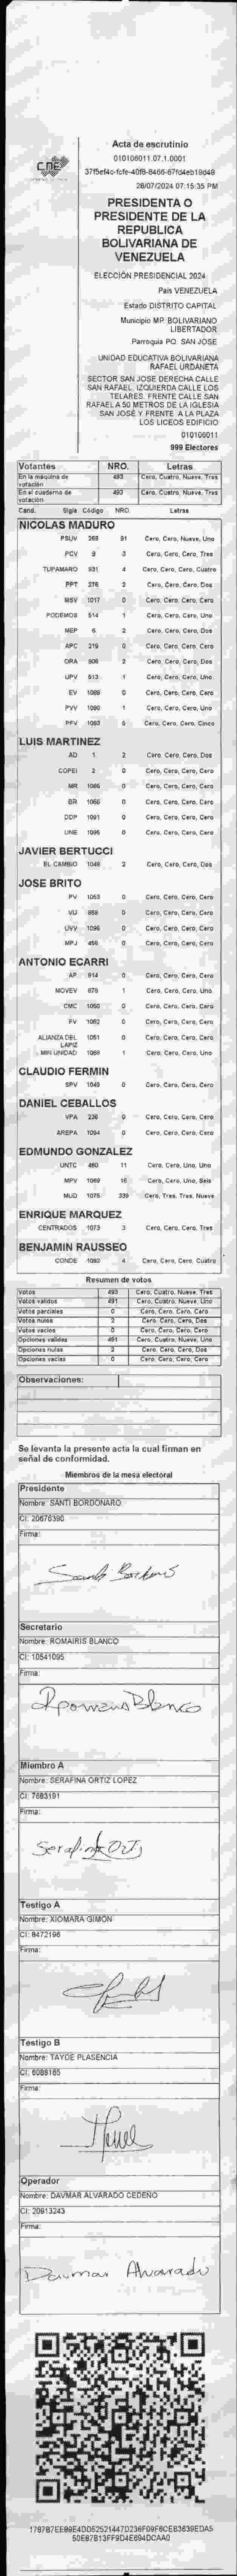 Acta de escrutinio
010106011.07.1.0001
28/07/2024 07:15:35 PM
CNE
PRESIDENTA O
PRESIDENTE DE LA
REPUBLICA
BOLIVARIANA DE
VENEZUELA
ELECCIÓN PRESIDENCIAL 2024
País VENEZUELA
Estado DISTRITO CAPITAL
Municipio MP. BOLIVARIANO
LIBERTADOR
Parroquia PQ. SAN JOSE
UNIDAD EDUCATIVA BOLIVARIANA
RAFAEL URDANETA
SECTOR SAN JOSE DERECHA CALLE
SAN RAFAEL. IZQUIERDA CALLE LOS
TELARES. FRENTE CALLE SAN
RAFAEL A 50 METROS DE LA IGLESIA
SAN JOSÉ Y FRENTE A LA PLAZA
LOS LICEOS EDIFICIO
010106011
999 Electores
Votantes NRO. Letras
En la máquina de votación 493 Cero, Cuatro, Nueve, Tres
En el cuaderno de votación 493 Cero, Cuatro, Nueve, Tres
Cand. Sigla Código NRO. Letras
NICOLAS MADURO
PSUV 269 91 Cero, Cero, Nueve, Uno
PCV 9 3 Cero, Cero, Cero, Tres
TUPAMARO 931 4 Cero, Cero, Cero, Cuatro
PPT 276 2 Cero, Cero, Cero, Dos
MSV 1017 0 Cero, Cero, Cero, Cero
PODEMOS 514 1 Cero, Cero, Cero, Uno
MEP 6 2 Cero, Cero, Cero, Dos
APC 219 0 Cero, Cero, Cero, Cero
ORA 906 2 Cero, Cero, Cero, Dos
UPV 513 1 Cero, Cero, Cero, Uno
EV 1089 0 Cero, Cero, Cero, Cero
PVV 1090 1 Cero, Cero, Cero, Uno
PFV 1093 5 Cero, Cero, Cero, Cinco
LUIS MARTINEZ
AD 1 2 Cero, Cero, Cero, Dos
COPEI 2 0 Cero, Cero, Cero, Cero
MR 1065 0 Cero, Cero, Cero, Cero
BR 1066 0 Cero, Cero, Cero, Cero
DDP 1091 0 Cero, Cero, Cero, Cero
UNE 1095 0 Cero, Cero, Cero, Cero
JAVIER BERTUCCI
EL CAMBIO 1048 2 Cero, Cero, Cero, Dos
JOSE BRITO
PV 1053 0 Cero, Cero, Cero, Cero
VU 959 0 Cero, Cero, Cero, Cero
UVV 1096 0 Cero, Cero, Cero, Cero
MPJ 450 0 Cero, Cero, Cero, Cero
ANTONIO ECARRI
AP 914 0 Cero, Cero, Cero, Cero
MOVEV 979 1 Cero, Cero, Cero, Uno
CMC 1050 0 Cero, Cero, Cero, Cero
FV 1082 0 Cero, Cero, Cero, Cero
ALIANZA DEL LAPIZ 1051 0 Cero, Cero, Cero, Cero
MIN UNIDAD 1068 1 Cero, Cero, Cero, Uno
CLAUDIO FERMIN
SPV 1049 0 Cero, Cero, Cero, Cero
DANIEL CEBALLOS
VPA 236 0 Cero, Cero, Cero, Cero
AREPA 1094 0 Cero, Cero, Cero, Cero
EDMUNDO GONZALEZ
UNTC 460 11 Cero, Cero, Uno, Uno
MPV 1069 16 Cero, Cero, Uno, Seis
MUD 1075 339 Cero, Tres, Tres, Nueve
ENRIQUE MARQUEZ
CENTRADOS 1073 3 Cero, Cero, Cero, Tres
BENJAMIN RAUSSEO
CONDE 1080 4 Cero, Cero, Cero, Cuatro
Resumen de votos
Votos 493 Cero, Cuatro, Nueve, Tres
Votos validos 491 Cero, Cuatro, Nueve, Uno
Votos parciales 0 Cero, Cero, Cero, Cero
Votos nulos 2 Cero, Cero, Cero, Dos
Votos vacios 0 Cero, Cero, Cero, Cero
Opciones validas 491 Cero, Cuatro, Nueve, Uno
Opciones nulas 2 Cero, Cero, Cero, Dos
Opciones vacias 0 Cero, Cero, Cero, Cero
Observaciones:
Se levanta la presente acta la cual firman en
señal de conformidad.
Miembros de la mesa electoral
Presidente
Nombre: SANTI BORDONARO
CI: 20676390
Firma:
Secretario
Nombre: ROMAIRIS BLANCO
CI: 10541095
Firma:
Blanco
Miembro A
Nombre: SERAFINA ORTIZ LOPEZ
CI: 7683191
Firma:
Testigo A
Nombre: XIOMARA GIMON
CI: 8472196
Firma:
Testigo B
Nombre: TAYDE PLASENCIA
CI: 6088165
Firma:
Operador
Nombre: DAVMAR ALVARADO CEDEÑO
CI: 20913243
Firma:
Davmar Alvarado